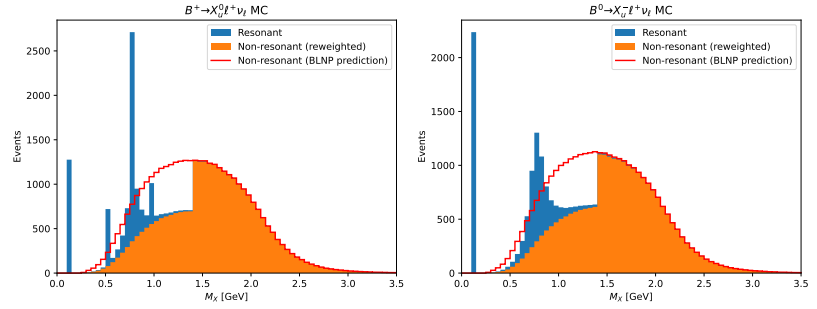 B⁺→X⁰ᵤℓ⁺νℓ MC
Resonant
Non-resonant (reweighted)
Non-resonant (BLNP prediction)
Events
2500
2000
1500
1000
500
0
0.0 0.5 1.0 1.5 2.0 2.5 3.0 3.5
M_X [GeV]
B⁰→X⁻ᵤℓ⁺νℓ MC
Resonant
Non-resonant (reweighted)
Non-resonant (BLNP prediction)
Events
2000
1500
1000
500
0
0.0 0.5 1.0 1.5 2.0 2.5 3.0 3.5
M_X [GeV]